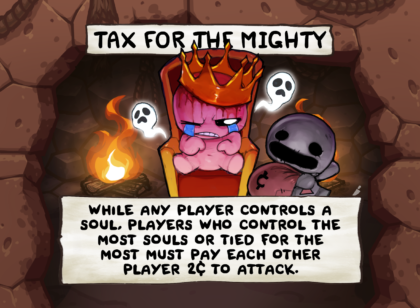 TAX FOR THE MIGHTY
WHILE ANY PLAYER CONTROLS A
SOUL, PLAYERS WHO CONTROL THE
MOST SOULS OR TIED FOR THE
MOST MUST PAY EACH OTHER
PLAYER 2¢ TO ATTACK.